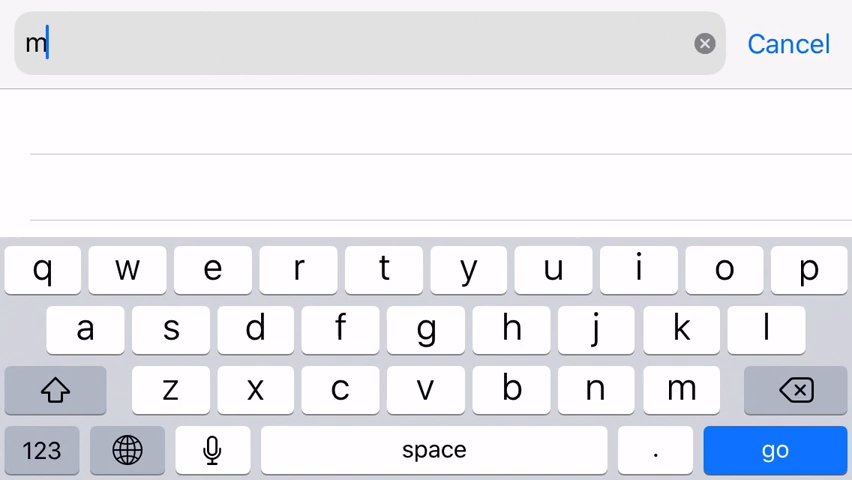 m
Cancel
q w e r t y u i o p
a s d f g h j k l
z x c v b n m
123 space . go